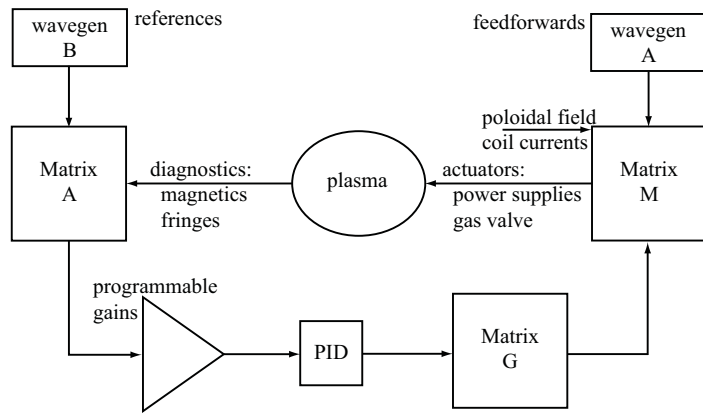 wavegen
B
references
feedforwards
wavegen
A
poloidal field
coil currents
Matrix
A
diagnostics:
magnetics
fringes
plasma
actuators:
power supplies
gas valve
Matrix
M
programmable
gains
PID
Matrix
G